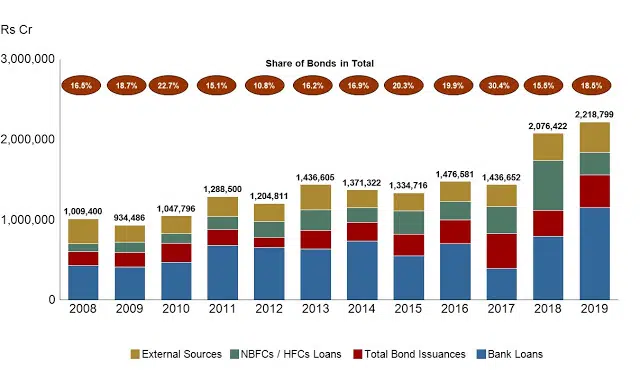 Rs Cr
3,000,000
Share of Bonds in Total
16.5% 18.7% 22.7% 15.1% 10.8% 16.2% 16.9% 20.3% 19.9% 30.4% 15.5% 18.5%
2,218,799
2,076,422
2,000,000
1,436,605 1,371,322 1,334,716 1,476,581 1,436,652
1,288,500
1,204,811
1,009,400 934,486 1,047,796
1,000,000
0
2008 2009 2010 2011 2012 2013 2014 2015 2016 2017 2018 2019
External Sources NBFCs / HFCs Loans Total Bond Issuances Bank Loans